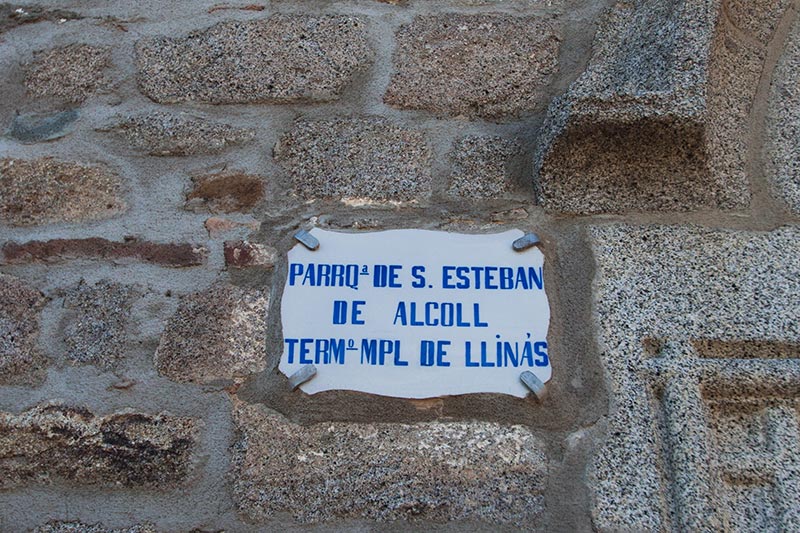 PARRQª DE S. ESTEBAN
DE ALCOLL
TERMº MPL DE LLINÁS